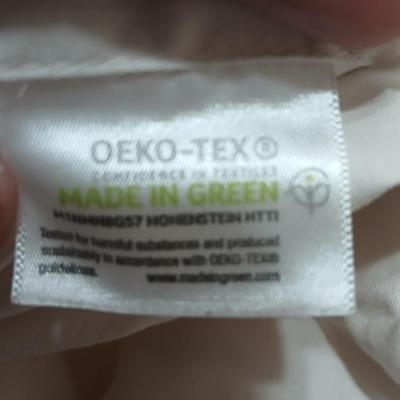 OEKO-TEX®
CONFIDENCE IN TEXTILES
MADE IN GREEN
HOHENSTEIN HTTI
Tested for harmful substances and produced
sustainably in accordance with OEKO-TEX®
guidelines. www.madeingreen.com